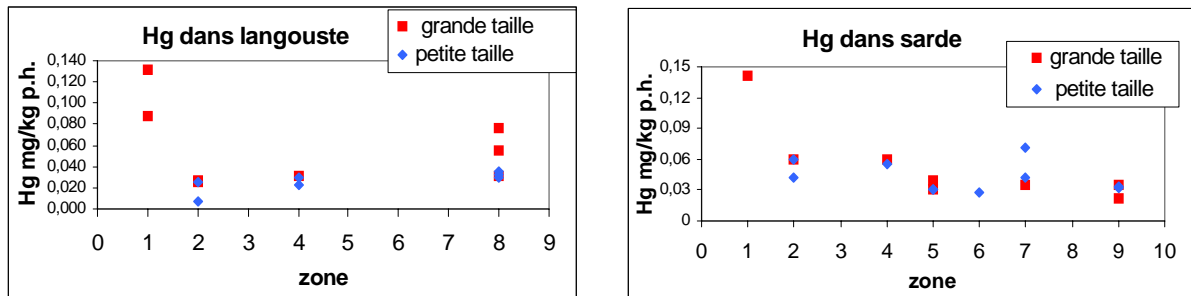 Hg dans langouste
grande taille
petite taille
Hg mg/kg p.h.
0,140
0,120
0,100
0,080
0,060
0,040
0,020
0,000
0 1 2 3 4 5 6 7 8 9
zone
Hg dans sarde
grande taille
petite taille
Hg mg/kg p.h.
0,15
0,12
0,09
0,06
0,03
0
0 1 2 3 4 5 6 7 8 9 10
zone